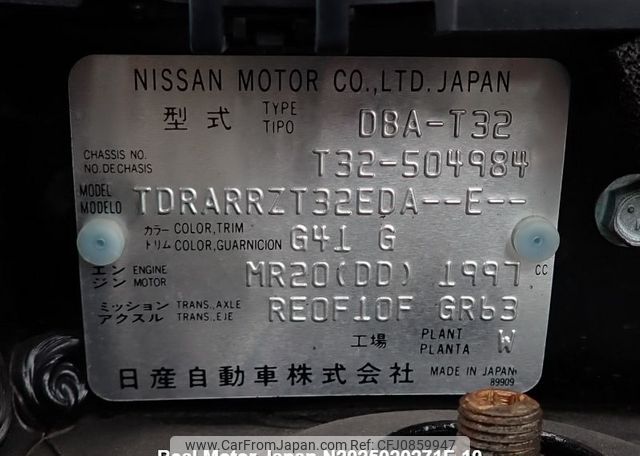 NISSAN MOTOR CO.,LTD. JAPAN
型式 TYPE TIPO DBA-T32
CHASSIS NO. NO.DE CHASIS T32-504984
MODEL MODELO TDRARRZT32EDA--E--
カラー COLOR,TRIM トリム COLOR,GUARNICION G41 G
エンジン ENGINE MOTOR MR20(DD) 1997 CC
ミッション TRANS.,AXLE アクスル TRANS.,EJE RE0F10F GR63
工場 PLANT PLANTA W
日産自動車株式会社 MADE IN JAPAN
89909
www.CarFromJapan.com (ID:60859947)